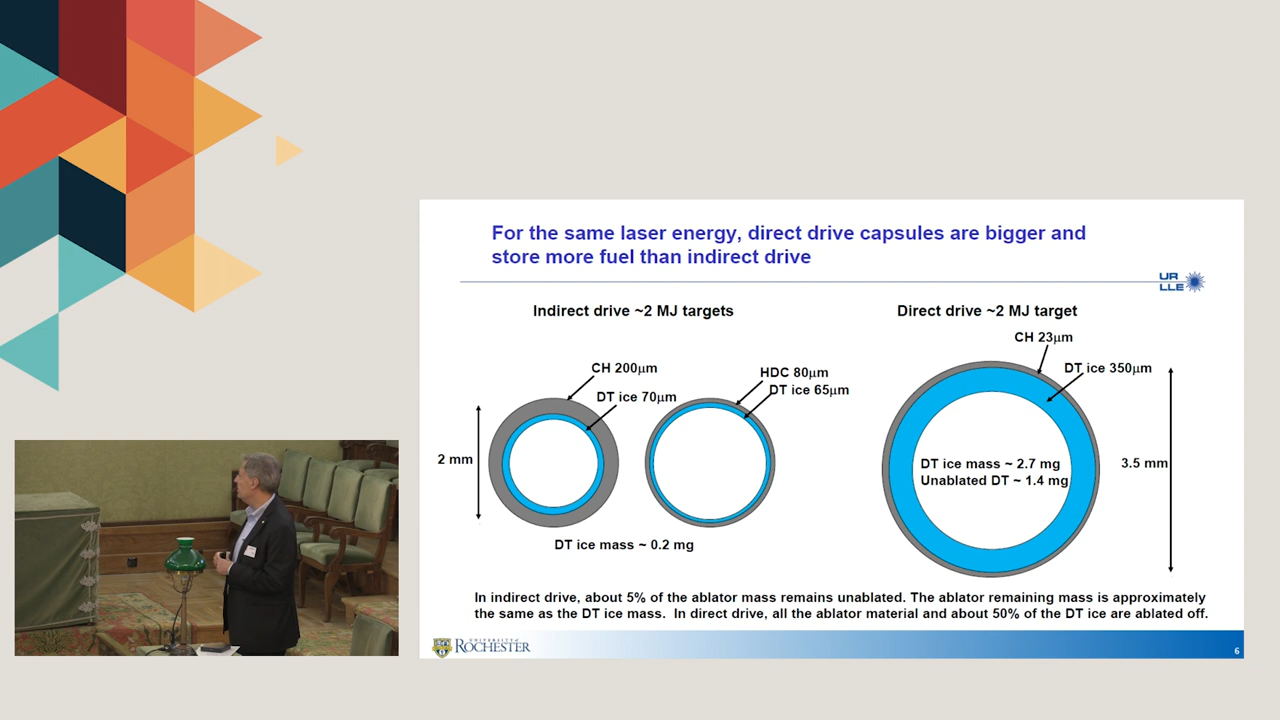 For the same laser energy, direct drive capsules are bigger and
store more fuel than indirect drive
UR
LLE
Indirect drive ~2 MJ targets
Direct drive ~2 MJ target
CH 200μm
DT ice 70μm
HDC 80μm
DT ice 65μm
CH 23μm
DT ice 350μm
2 mm
DT ice mass ~ 2.7 mg
Unablated DT ~ 1.4 mg
3.5 mm
DT ice mass ~ 0.2 mg
In indirect drive, about 5% of the ablator mass remains unablated. The ablator remaining mass is approximately
the same as the DT ice mass. In direct drive, all the ablator material and about 50% of the DT ice are ablated off.
UNIVERSITY of
ROCHESTER
6